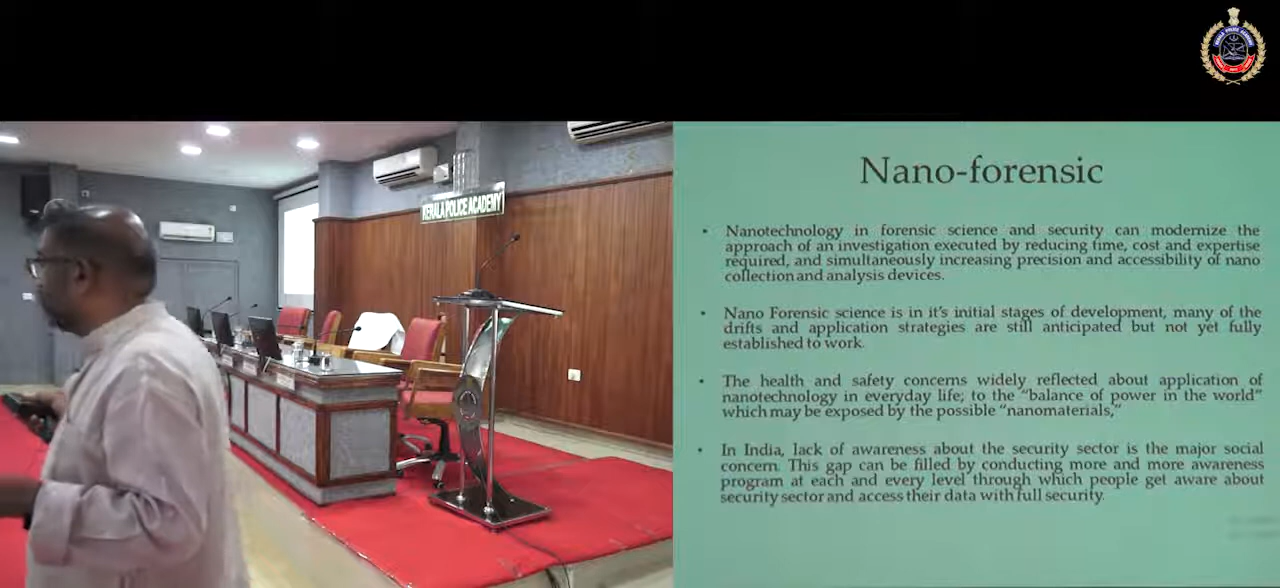 KERALA POLICE ACADEMY
Nano-forensic
• Nanotechnology in forensic science and security can modernize the
approach of an investigation executed by reducing time, cost and expertise
required, and simultaneously increasing precision and accessibility of nano
collection and analysis devices.
• Nano Forensic science is in it's initial stages of development, many of the
drifts and application strategies are still anticipated but not yet fully
established to work.
• The health and safety concerns widely reflected about application of
nanotechnology in everyday life; to the "balance of power in the world"
which may be exposed by the possible "nanomaterials,"
• In India, lack of awareness about the security sector is the major social
concern. This gap can be filled by conducting more and more awareness
program at each and every level through which people get aware about
security sector and access their data with full security.